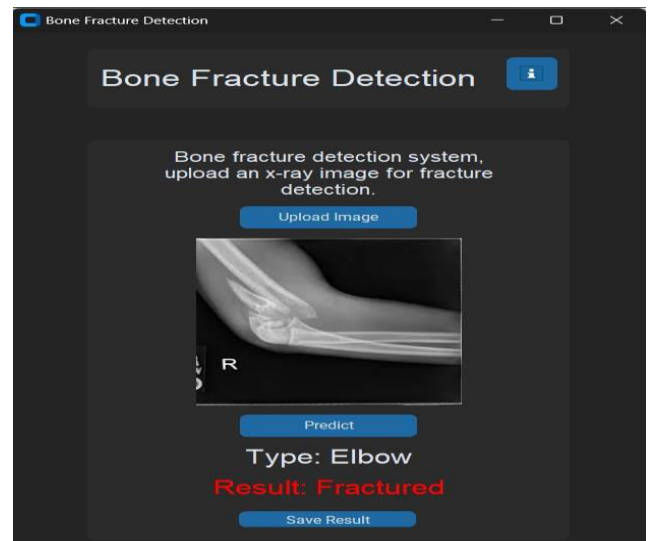 Bone Fracture Detection
Bone Fracture Detection
i
Bone fracture detection system,
upload an x-ray image for fracture
detection.
Upload Image
R
Predict
Type: Elbow
Result: Fractured
Save Result